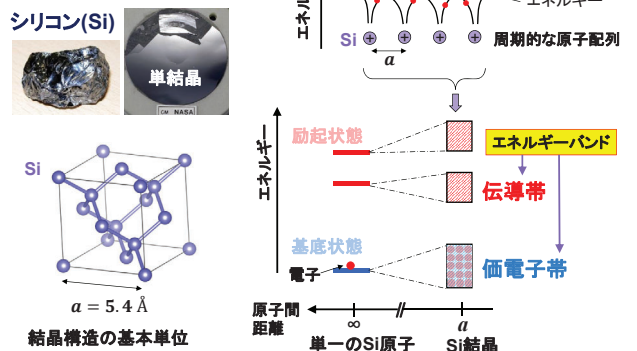 シリコン(Si)
単結晶
NASA
エネルギー
Si
a
周期的な原子配列
エネルギー
励起状態
エネルギーバンド
伝導帯
基底状態
電子
価電子帯
Si
a = 5.4 Å
結晶構造の基本単位
原子間
距離
∞
a
単一のSi原子
Si結晶